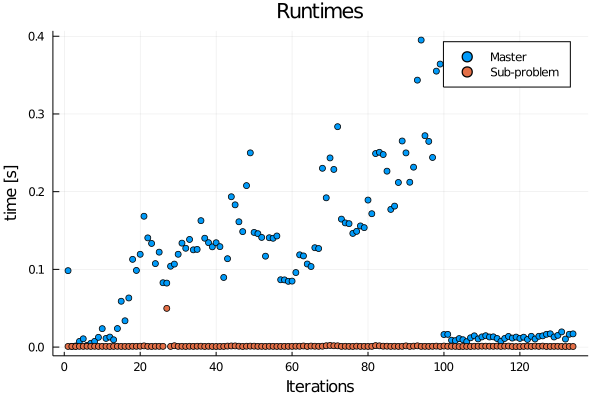 Runtimes
0.4
Master
Sub-problem
0.3
0.2
0.1
0.0
time [s]
0 20 40 60 80 100 120
Iterations